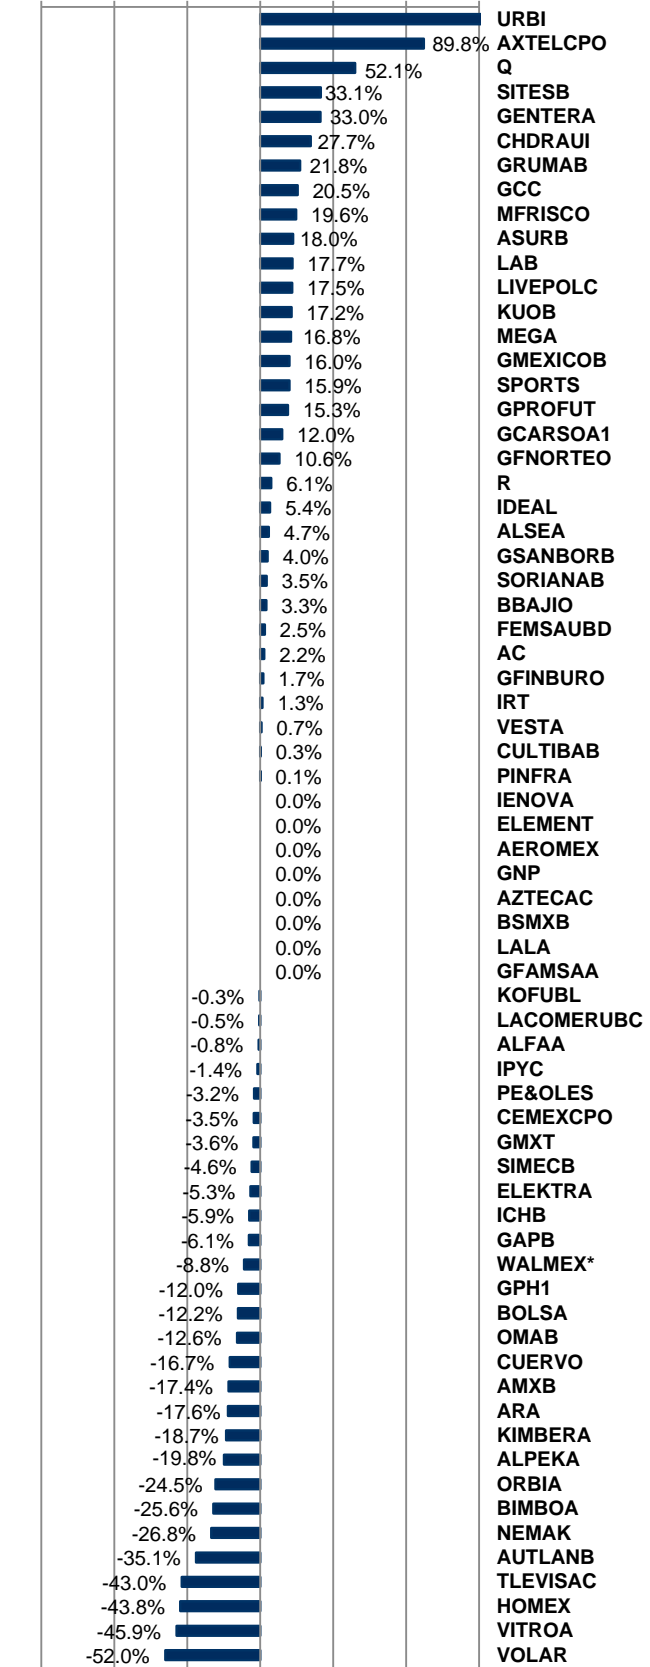 URBI
89.8% AXTELCPO
52.1% Q
33.1% SITESB
33.0% GENTERA
27.7% CHDRAUI
21.8% GRUMAB
20.5% GCC
19.6% MFRISCO
18.0% ASURB
17.7% LAB
17.5% LIVEPOLC
17.2% KUOB
16.8% MEGA
16.0% GMEXICOB
15.9% SPORTS
15.3% GPROFUT
12.0% GCARSOA1
10.6% GFNORTEO
6.1% R
5.4% IDEAL
4.7% ALSEA
4.0% GSANBORB
3.5% SORIANAB
3.3% BBAJIO
2.5% FEMSAUBD
2.2% AC
1.7% GFINBURO
1.3% IRT
0.7% VESTA
0.3% CULTIBAB
0.1% PINFRA
0.0% IENOVA
0.0% ELEMENT
0.0% AEROMEX
0.0% GNP
0.0% AZTECAC
0.0% BSMXB
0.0% LALA
0.0% GFAMSAA
-0.3% KOFUBL
-0.5% LACOMERUBC
-0.8% ALFAA
-1.4% IPYC
-3.2% PE&OLES
-3.5% CEMEXCPO
-3.6% GMXT
-4.6% SIMECB
-5.3% ELEKTRA
-5.9% ICHB
-6.1% GAPB
-8.8% WALMEX*
-12.0% GPH1
-12.2% BOLSA
-12.6% OMAB
-16.7% CUERVO
-17.4% AMXB
-17.6% ARA
-18.7% KIMBERA
-19.8% ALPEKA
-24.5% ORBIA
-25.6% BIMBOA
-26.8% NEMAK
-35.1% AUTLANB
-43.0% TLEVISAC
-43.8% HOMEX
-45.9% VITROA
-52.0% VOLAR